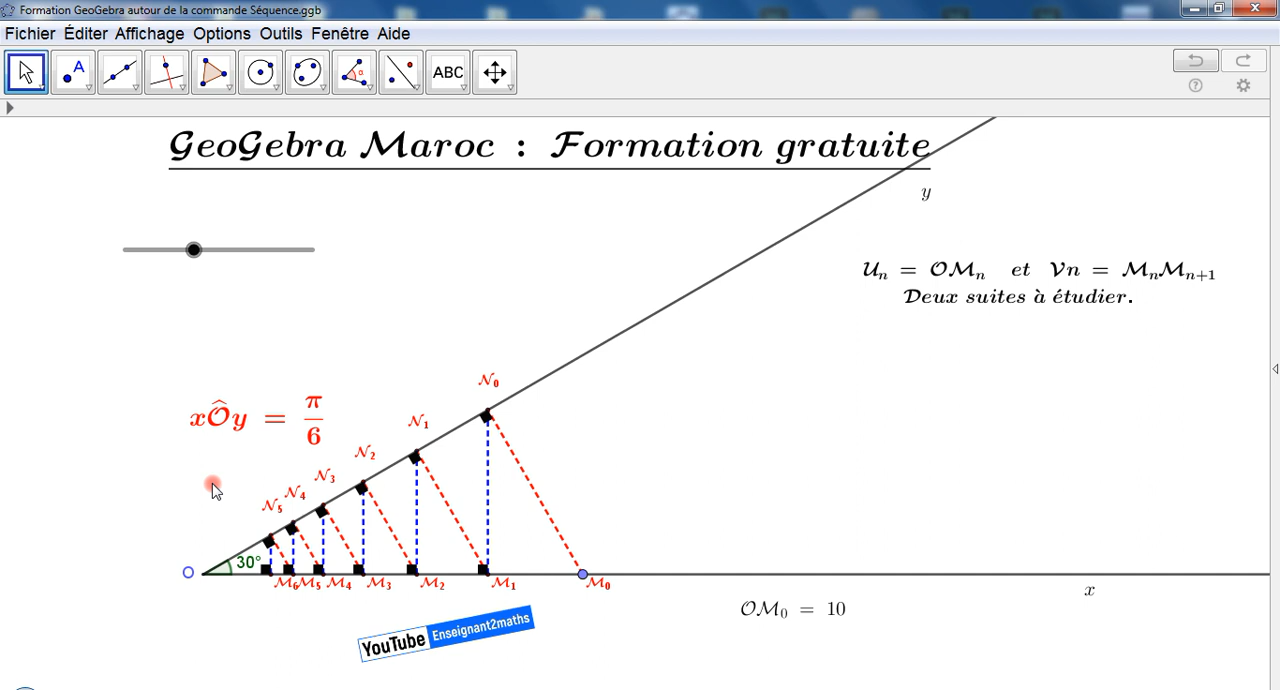 Formation GeoGebra autour de la commande Séquence.ggb
Fichier Éditer Affichage Options Outils Fenêtre Aide
A
α
ABC
GeoGebra Maroc : Formation gratuite
y
Uₙ = OMₙ et Vn = MₙMₙ₊₁
Deux suites à étudier.
xÔy = π/6
N₀
N₁
N₂
N₃
N₄
N₅
30°
O
M₆ M₅ M₄ M₃ M₂ M₁ M₀
x
OM₀ = 10
YouTube Enseignant2maths